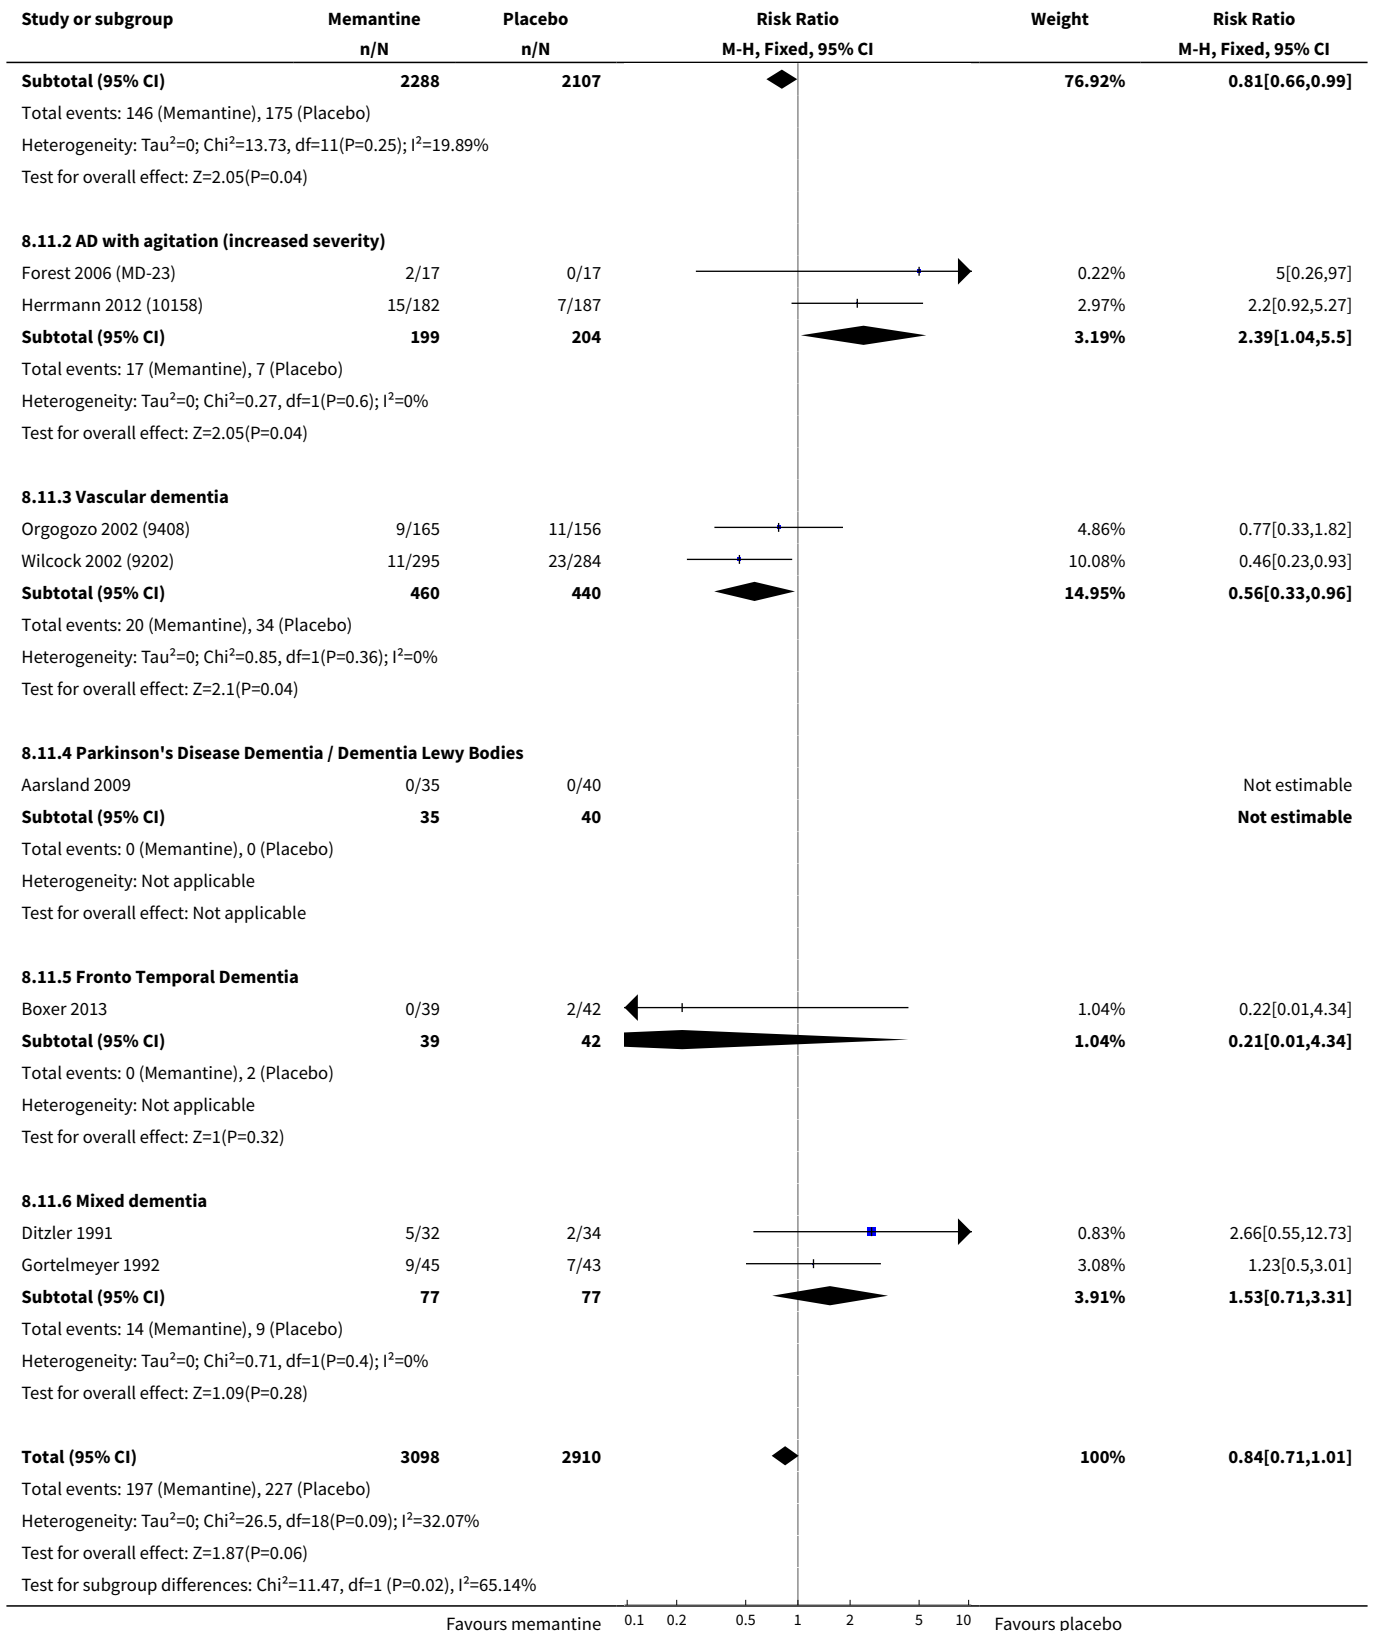 Study or subgroup Memantine Placebo Risk Ratio Weight Risk Ratio
n/N n/N M-H, Fixed, 95% CI M-H, Fixed, 95% CI
Subtotal (95% CI) 2288 2107 76.92% 0.81[0.66,0.99]
Total events: 146 (Memantine), 175 (Placebo)
Heterogeneity: Tau²=0; Chi²=13.73, df=11(P=0.25); I²=19.89%
Test for overall effect: Z=2.05(P=0.04)
8.11.2 AD with agitation (increased severity)
Forest 2006 (MD-23) 2/17 0/17 0.22% 5[0.26,97]
Herrmann 2012 (10158) 15/182 7/187 2.97% 2.2[0.92,5.27]
Subtotal (95% CI) 199 204 3.19% 2.39[1.04,5.5]
Total events: 17 (Memantine), 7 (Placebo)
Heterogeneity: Tau²=0; Chi²=0.27, df=1(P=0.6); I²=0%
Test for overall effect: Z=2.05(P=0.04)
8.11.3 Vascular dementia
Orgogozo 2002 (9408) 9/165 11/156 4.86% 0.77[0.33,1.82]
Wilcock 2002 (9202) 11/295 23/284 10.08% 0.46[0.23,0.93]
Subtotal (95% CI) 460 440 14.95% 0.56[0.33,0.96]
Total events: 20 (Memantine), 34 (Placebo)
Heterogeneity: Tau²=0; Chi²=0.85, df=1(P=0.36); I²=0%
Test for overall effect: Z=2.1(P=0.04)
8.11.4 Parkinson's Disease Dementia / Dementia Lewy Bodies
Aarsland 2009 0/35 0/40 Not estimable
Subtotal (95% CI) 35 40 Not estimable
Total events: 0 (Memantine), 0 (Placebo)
Heterogeneity: Not applicable
Test for overall effect: Not applicable
8.11.5 Fronto Temporal Dementia
Boxer 2013 0/39 2/42 1.04% 0.22[0.01,4.34]
Subtotal (95% CI) 39 42 1.04% 0.21[0.01,4.34]
Total events: 0 (Memantine), 2 (Placebo)
Heterogeneity: Not applicable
Test for overall effect: Z=1(P=0.32)
8.11.6 Mixed dementia
Ditzler 1991 5/32 2/34 0.83% 2.66[0.55,12.73]
Gortelmeyer 1992 9/45 7/43 3.08% 1.23[0.5,3.01]
Subtotal (95% CI) 77 77 3.91% 1.53[0.71,3.31]
Total events: 14 (Memantine), 9 (Placebo)
Heterogeneity: Tau²=0; Chi²=0.71, df=1(P=0.4); I²=0%
Test for overall effect: Z=1.09(P=0.28)
Total (95% CI) 3098 2910 100% 0.84[0.71,1.01]
Total events: 197 (Memantine), 227 (Placebo)
Heterogeneity: Tau²=0; Chi²=26.5, df=18(P=0.09); I²=32.07%
Test for overall effect: Z=1.87(P=0.06)
Test for subgroup differences: Chi²=11.47, df=1 (P=0.02), I²=65.14%
Favours memantine 0.1 0.2 0.5 1 2 5 10 Favours placebo